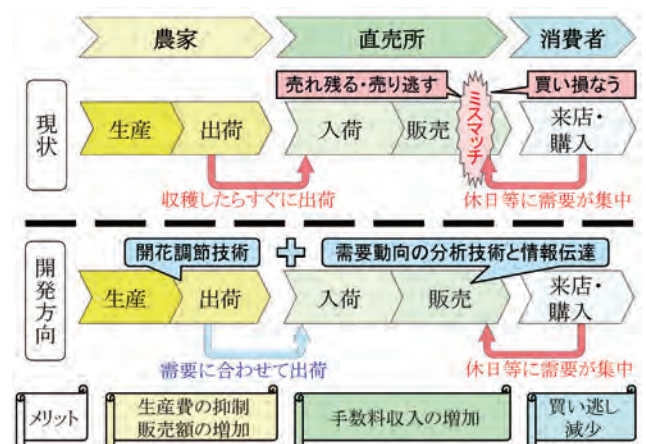 農家 直売所 消費者
売れ残る・売り逃す 買い損なう
現状 生産 出荷 入荷 販売 ミスマッチ 来店・
購入
収穫したらすぐに出荷 休日等に需要が集中
開花調節技術 + 需要動向の分析技術と情報伝達
開発方向 生産 出荷 入荷 販売 来店・
購入
需要に合わせて出荷 休日等に需要が集中
メリット 生産費の抑制
販売額の増加 手数料収入の増加 買い逃し
減少